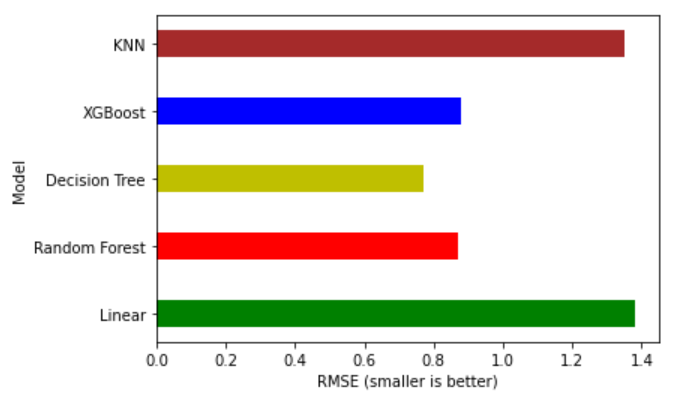 KNN
XGBoost
Decision Tree
Random Forest
Linear
Model
0.0 0.2 0.4 0.6 0.8 1.0 1.2 1.4
RMSE (smaller is better)